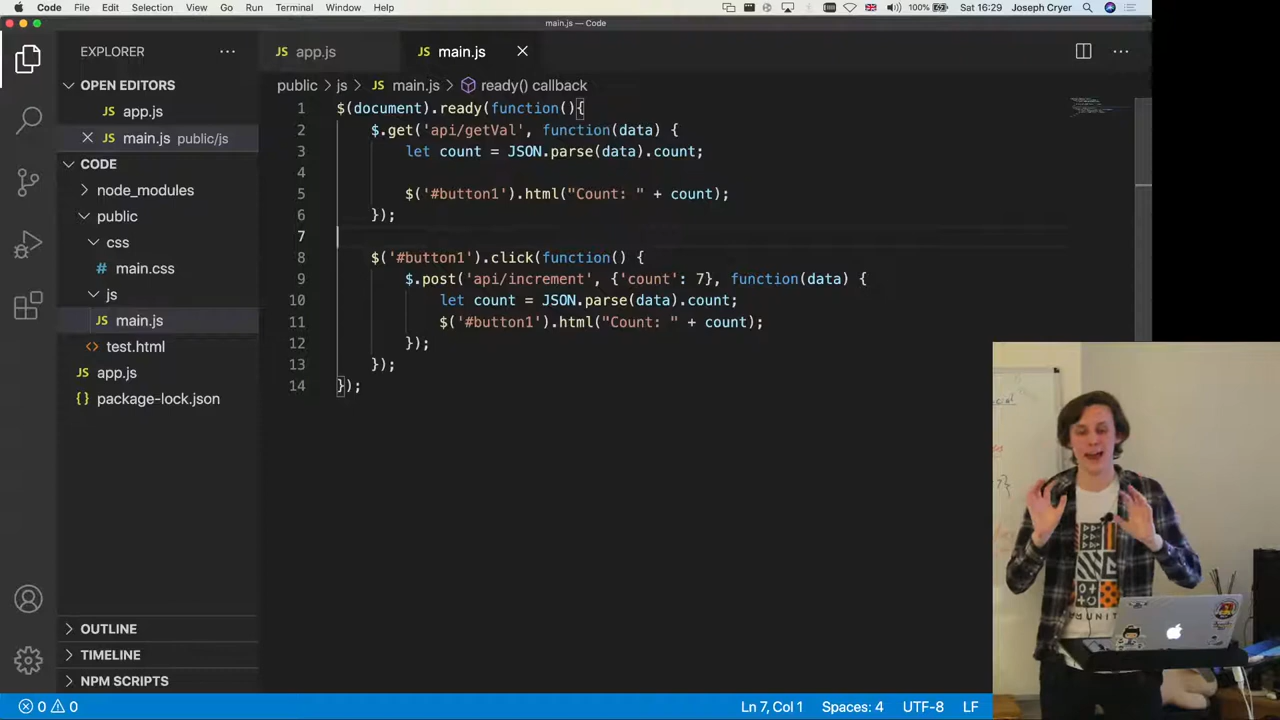 Code File Edit Selection View Go Run Terminal Window Help 100% Sat 16:29 Joseph Cryer
main.js — Code
EXPLORER
OPEN EDITORS
JS app.js
JS main.js public/js
CODE
node_modules
public
css
# main.css
js
JS main.js
<> test.html
JS app.js
{} package-lock.json
OUTLINE
TIMELINE
NPM SCRIPTS
JS app.js JS main.js
public > js > JS main.js > ready() callback
1 $(document).ready(function(){
2 $.get('api/getVal', function(data) {
3 let count = JSON.parse(data).count;
4
5 $('#button1').html("Count: " + count);
6 });
7
8 $('#button1').click(function() {
9 $.post('api/increment', {'count': 7}, function(data) {
10 let count = JSON.parse(data).count;
11 $('#button1').html("Count: " + count);
12 });
13 });
14 });
0 0 Ln 7, Col 1 Spaces: 4 UTF-8 LF